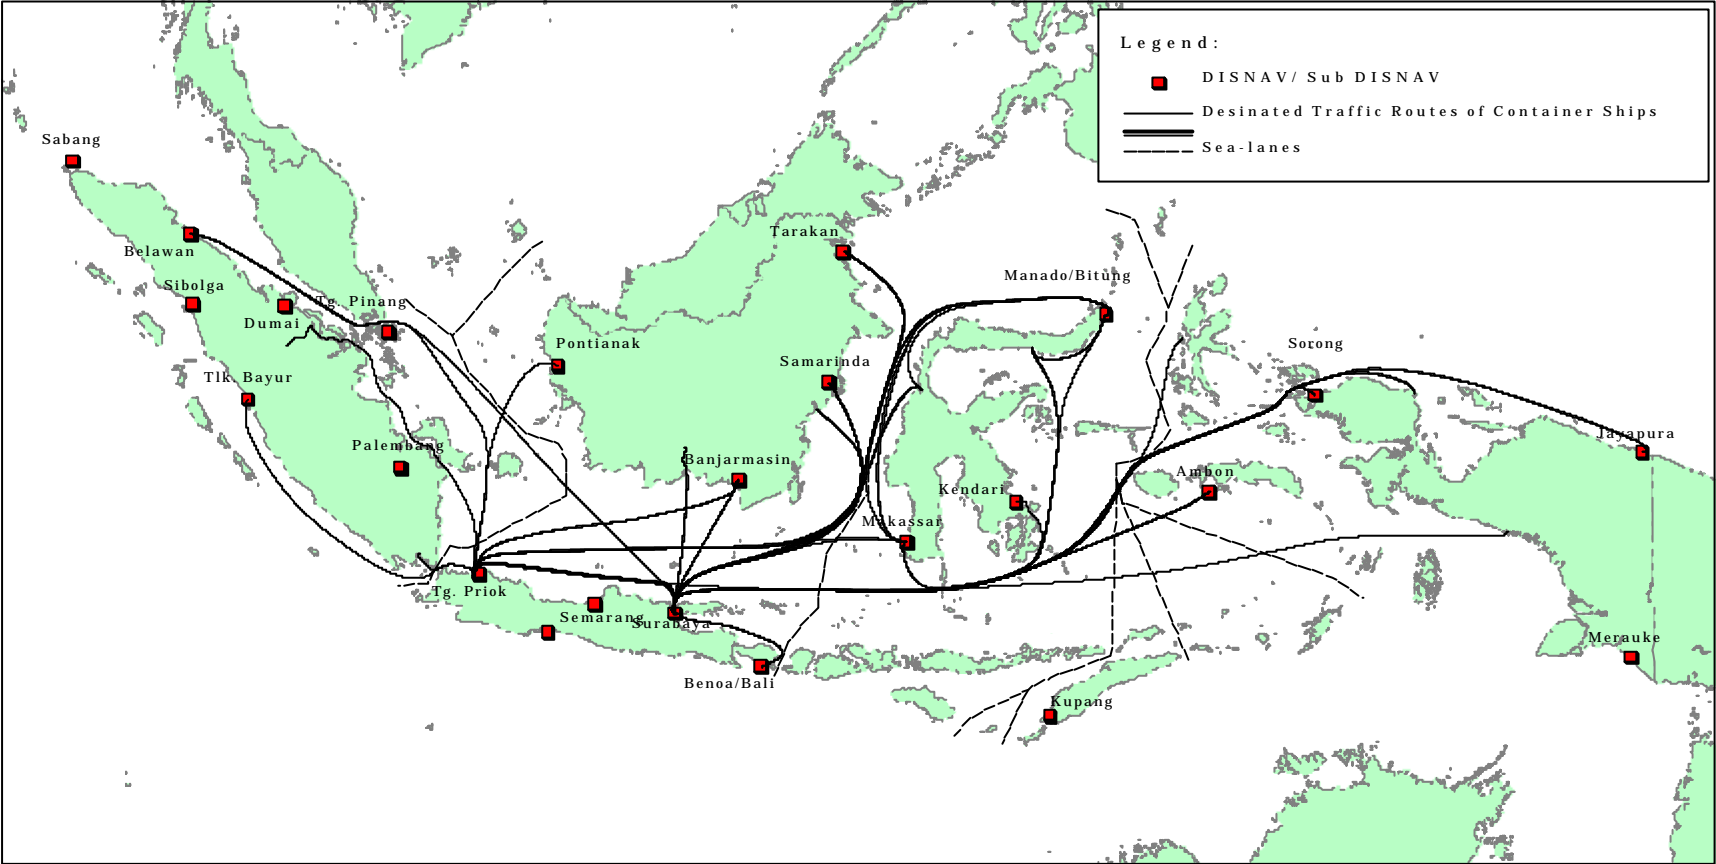 Legend:
DISNAV/ Sub DISNAV
Desinated Traffic Routes of Container Ships
Sea-lanes
Sabang
Belawan
Sibolga
Tg. Pinang
Dumai
Tlk. Bayur
Palembang
Pontianak
Tarakan
Samarinda
Banjarmasin
Manado/Bitung
Sorong
Jayapura
Ambon
Kendari
Makassar
Tg. Priok
Semarang
Surabaya
Benoa/Bali
Kupang
Merauke